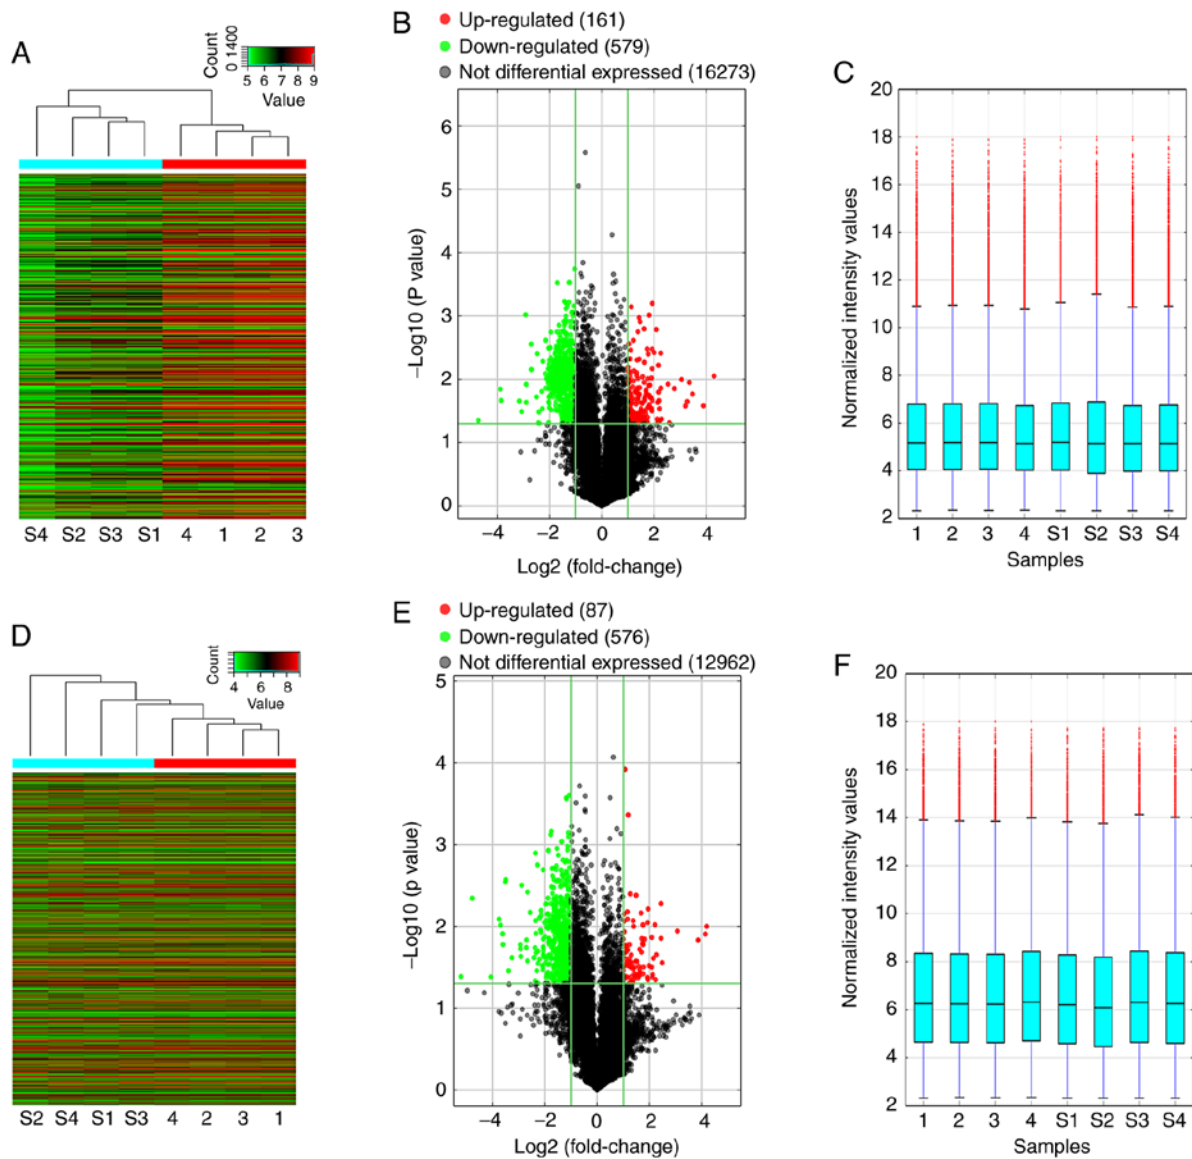 A
Count
0 1400
5 6 7 8 9
Value
S4 S2 S3 S1 4 1 2 3
B
Up-regulated (161)
Down-regulated (579)
Not differential expressed (16273)
−Log10 (P value)
6
5
4
3
2
1
0
−4 −2 0 2 4
Log2 (fold-change)
C
Normalized intensity values
20
18
16
14
12
10
8
6
4
2
1 2 3 4 S1 S2 S3 S4
Samples
D
Count
4 6 8
Value
S2 S4 S1 S3 4 2 3 1
E
Up-regulated (87)
Down-regulated (576)
Not differential expressed (12962)
−Log10 (p value)
5
4
3
2
1
0
−4 −2 0 2 4
Log2 (fold-change)
F
Normalized intensity values
20
18
16
14
12
10
8
6
4
2
1 2 3 4 S1 S2 S3 S4
Samples